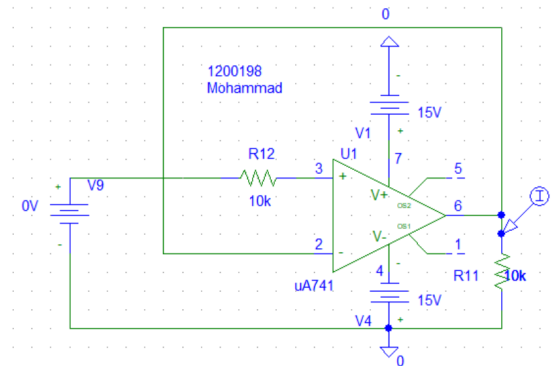 0
1200198
Mohammad
-
15V
V1
+
R12
U1
7
3
+
5
+
V9
V+
OS2
6
I
0V
10k
OS1
-
2
-
V-
1
4
-
R11
10k
uA741
15V
V4
+
0